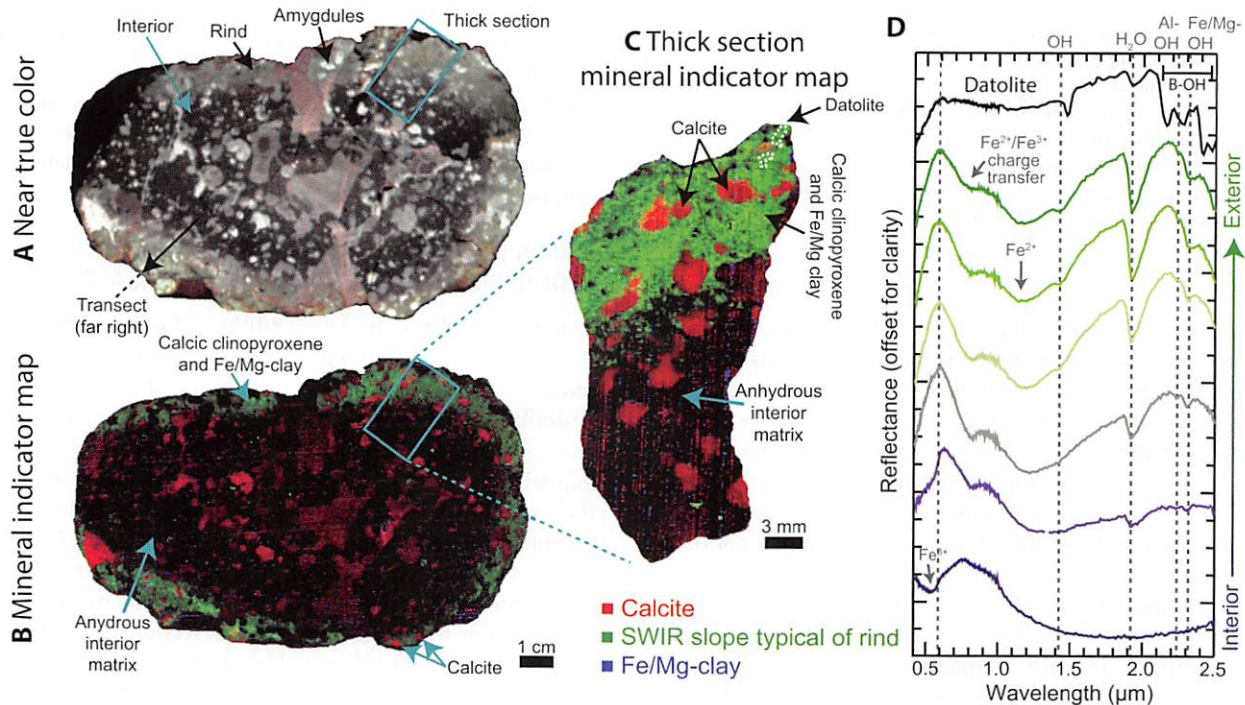 A Near true color
Interior
Rind
Amygdules
Thick section
Transect
(far right)
B Mineral indicator map
Calcic clinopyroxene
and Fe/Mg-clay
Anydrous
interior
matrix
Calcite
1 cm
C Thick section
mineral indicator map
Datolite
Calcite
Calcic clinopyroxene
and Fe/Mg clay
Anhydrous
interior
matrix
3 mm
Calcite
SWIR slope typical of rind
Fe/Mg-clay
D
OH
H₂O
Al-
OH
Fe/Mg-
OH
Datolite
B-OH
Fe²⁺/Fe³⁺
charge
transfer
Fe²⁺
Reflectance (offset for clarity)
Exterior
Interior
0.5 1.0 1.5 2.0 2.5
Wavelength (μm)